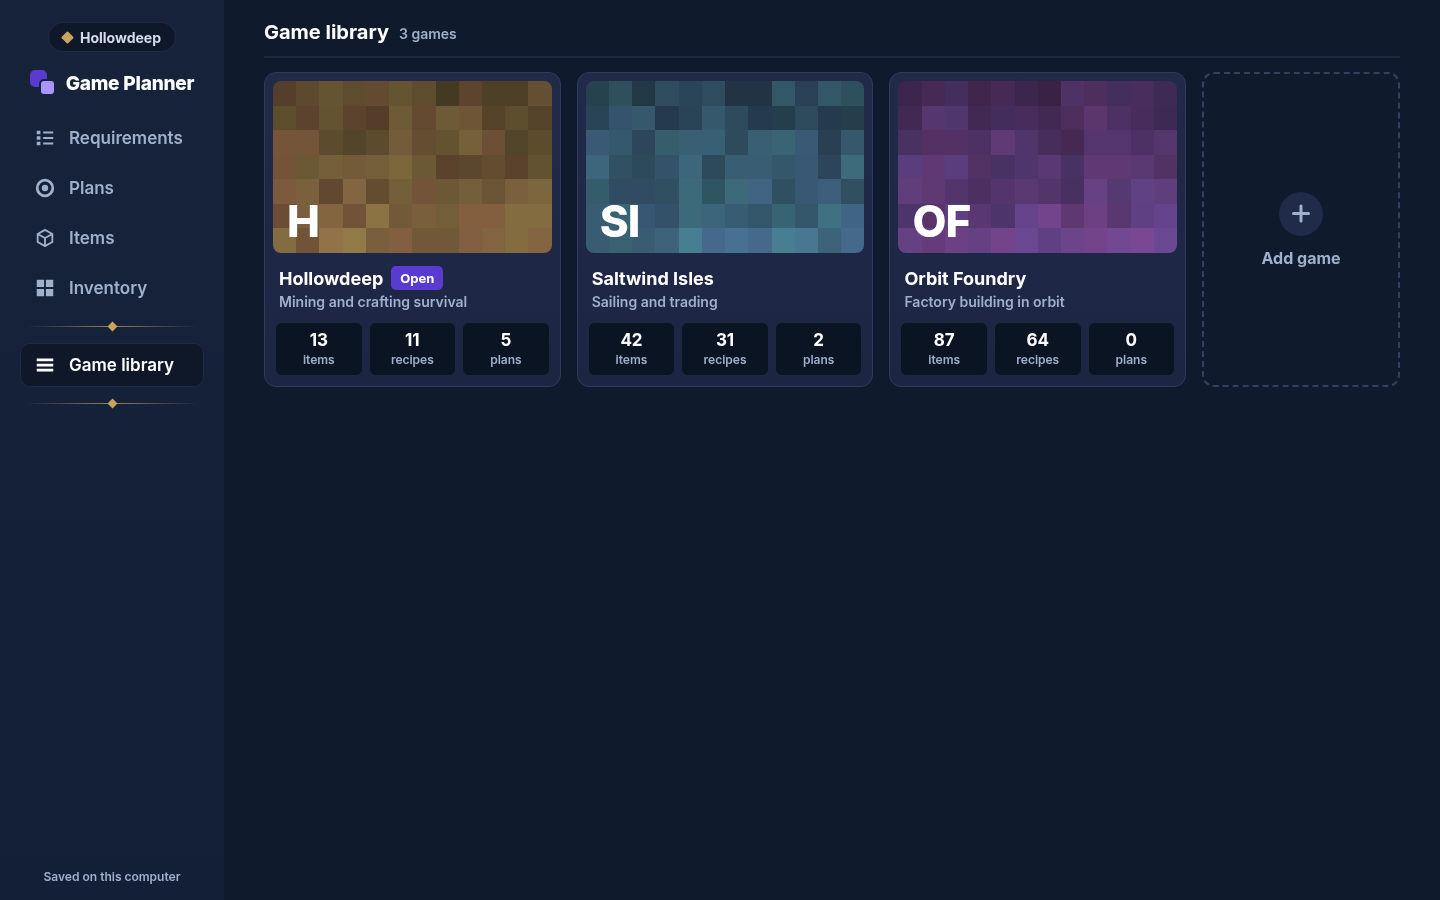 Hollowdeep
Game Planner
Requirements
Plans
Items
Inventory
Game library
Saved on this computer
Game library 3 games
H
Hollowdeep Open
Mining and crafting survival
13 11 5
items recipes plans
SI
Saltwind Isles
Sailing and trading
42 31 2
items recipes plans
OF
Orbit Foundry
Factory building in orbit
87 64 0
items recipes plans
Add game